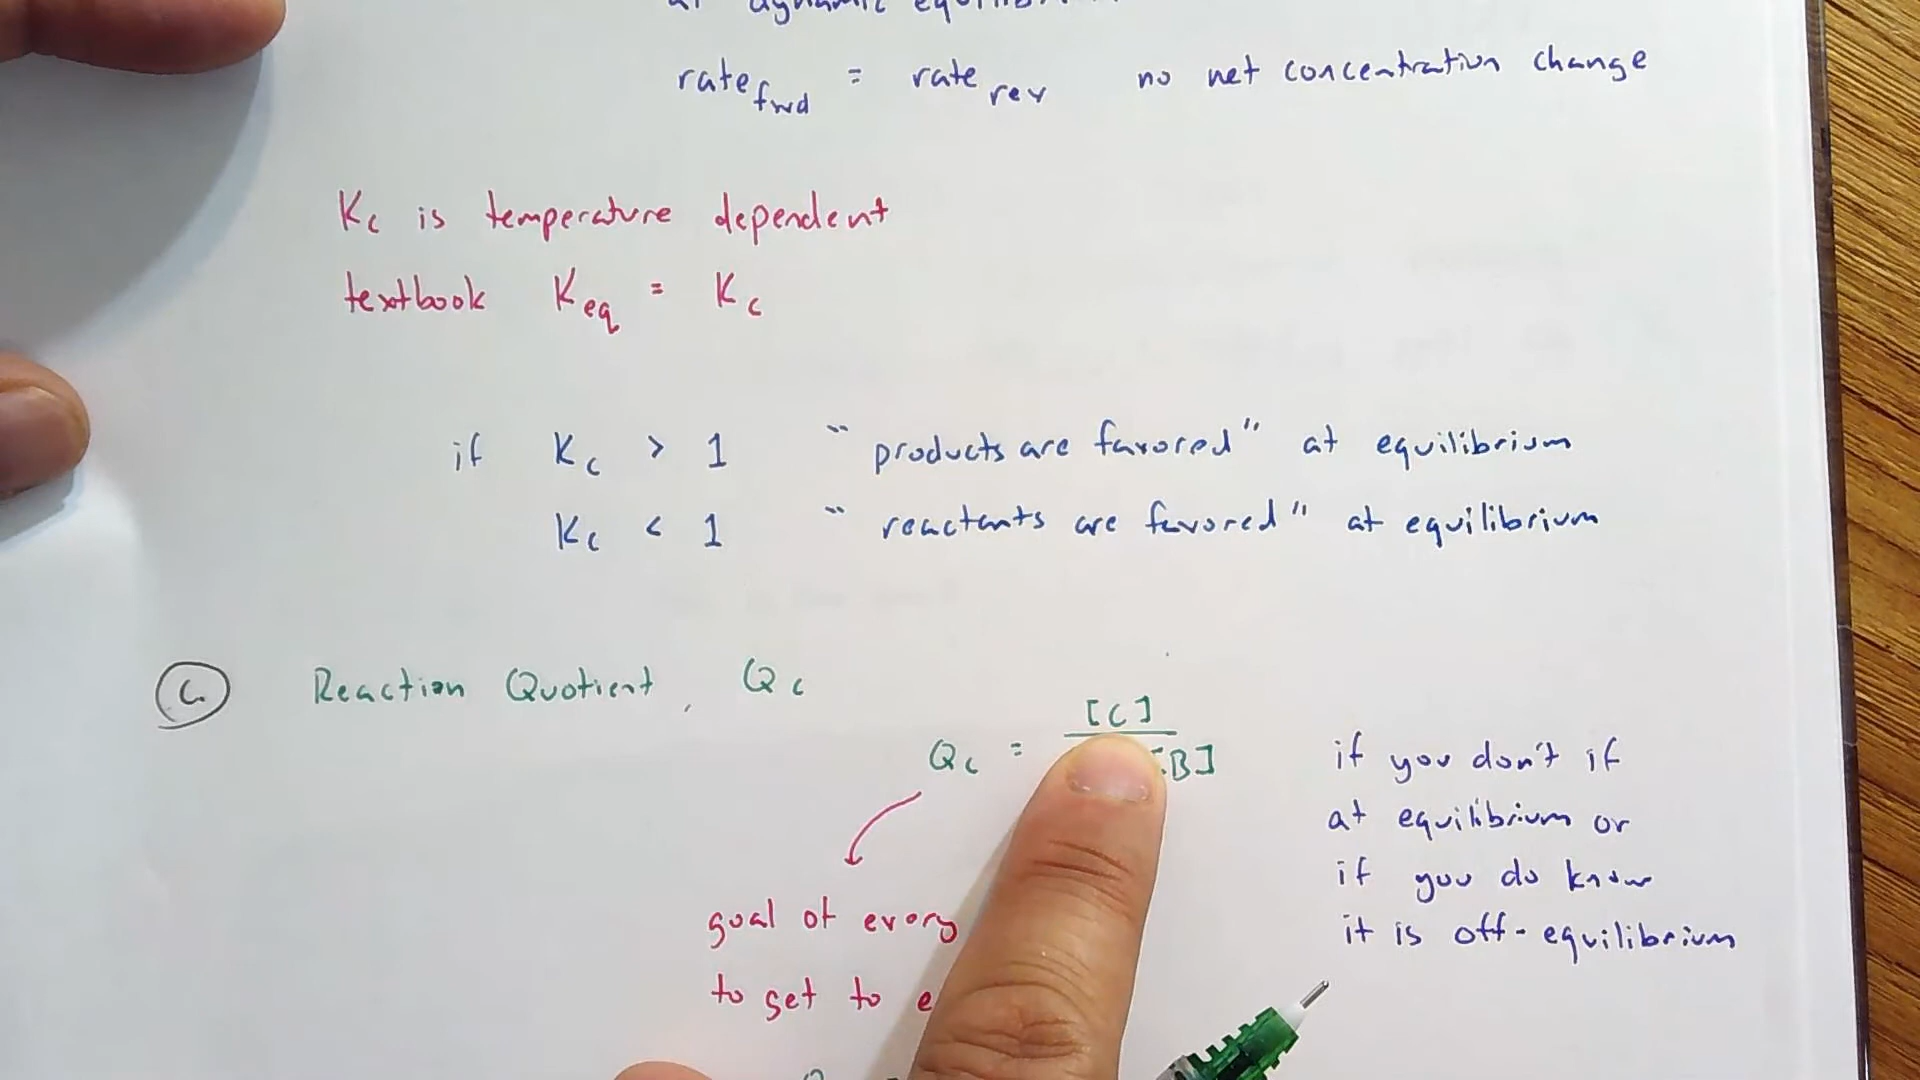 rate fwd = rate rev no net concentration change
Kc is temperature dependent
textbook Keq = Kc
if Kc > 1 "products are favored" at equilibrium
Kc < 1 "reactants are favored" at equilibrium
C Reaction Quotient, Qc
[C]
Qc = [B]
if you don't if
at equilibrium or
if you do know
it is off-equilibrium
goal of every
to get to